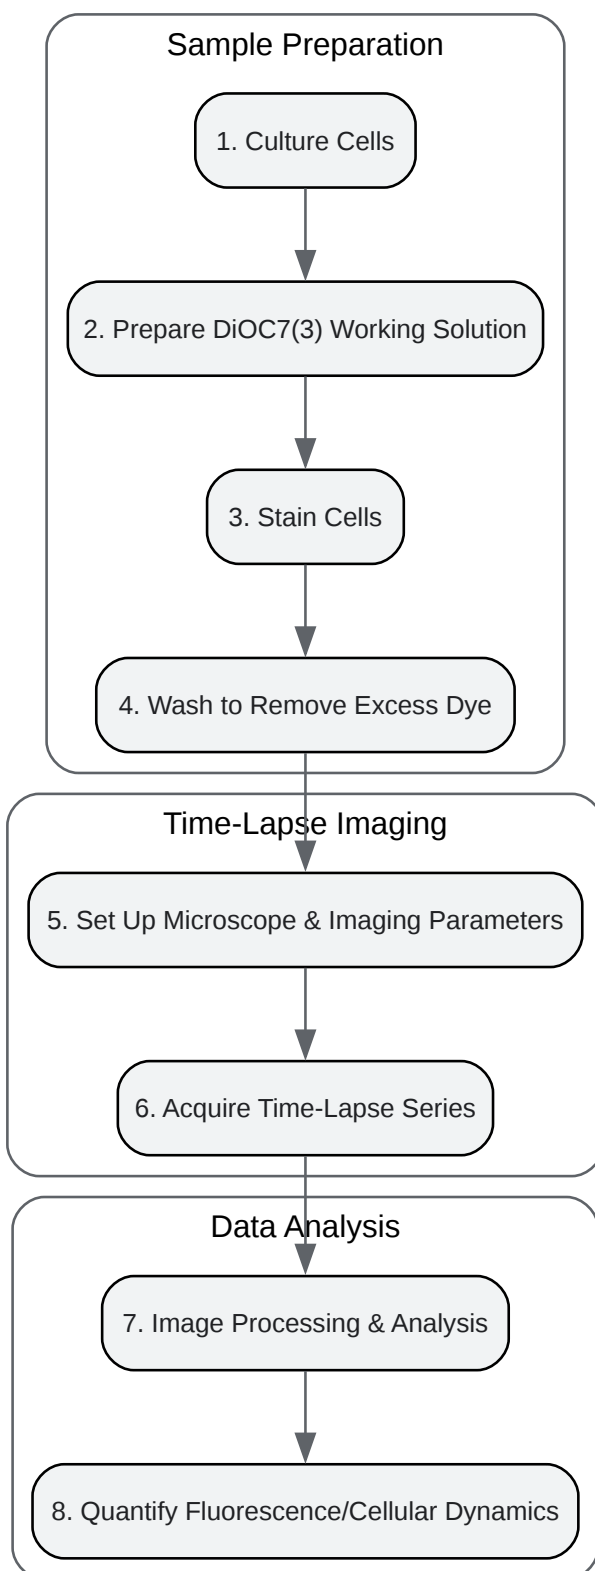 Sample Preparation
1. Culture Cells
2. Prepare DiOC7(3) Working Solution
3. Stain Cells
4. Wash to Remove Excess Dye
Time-Lapse Imaging
5. Set Up Microscope & Imaging Parameters
6. Acquire Time-Lapse Series
Data Analysis
7. Image Processing & Analysis
8. Quantify Fluorescence/Cellular Dynamics